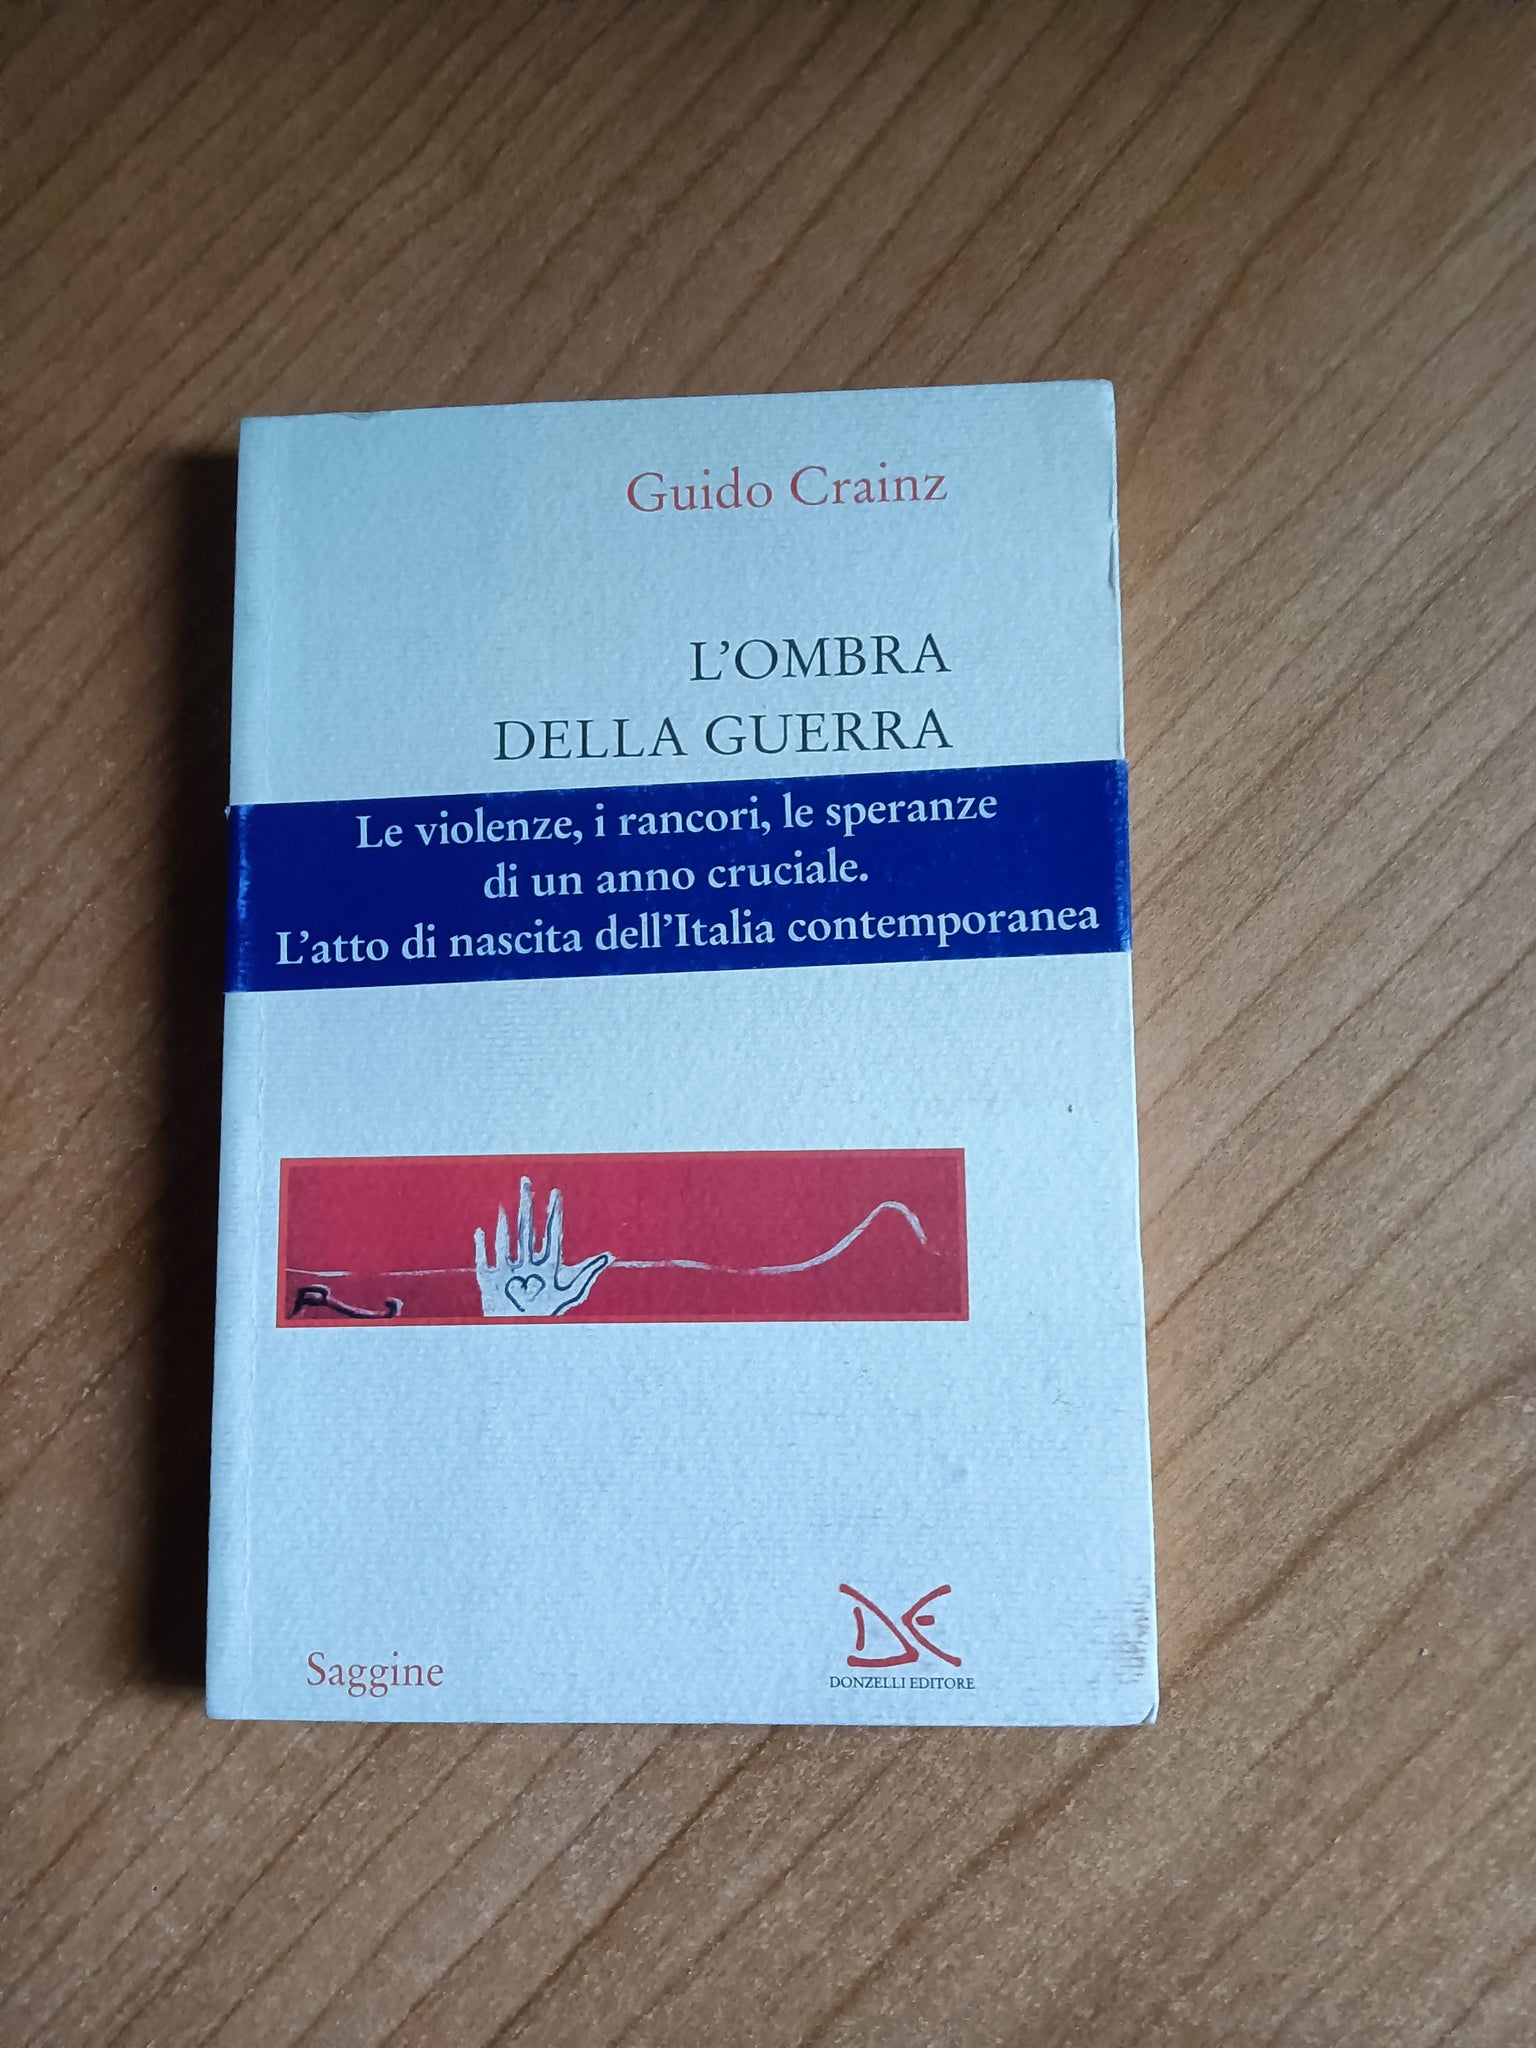 Guido Crainz
L'OMBRA
DELLA GUERRA
Le violenze, i rancori, le speranze
di un anno cruciale.
L'atto di nascita dell'Italia contemporanea
Saggine
DE
DONZELLI EDITORE